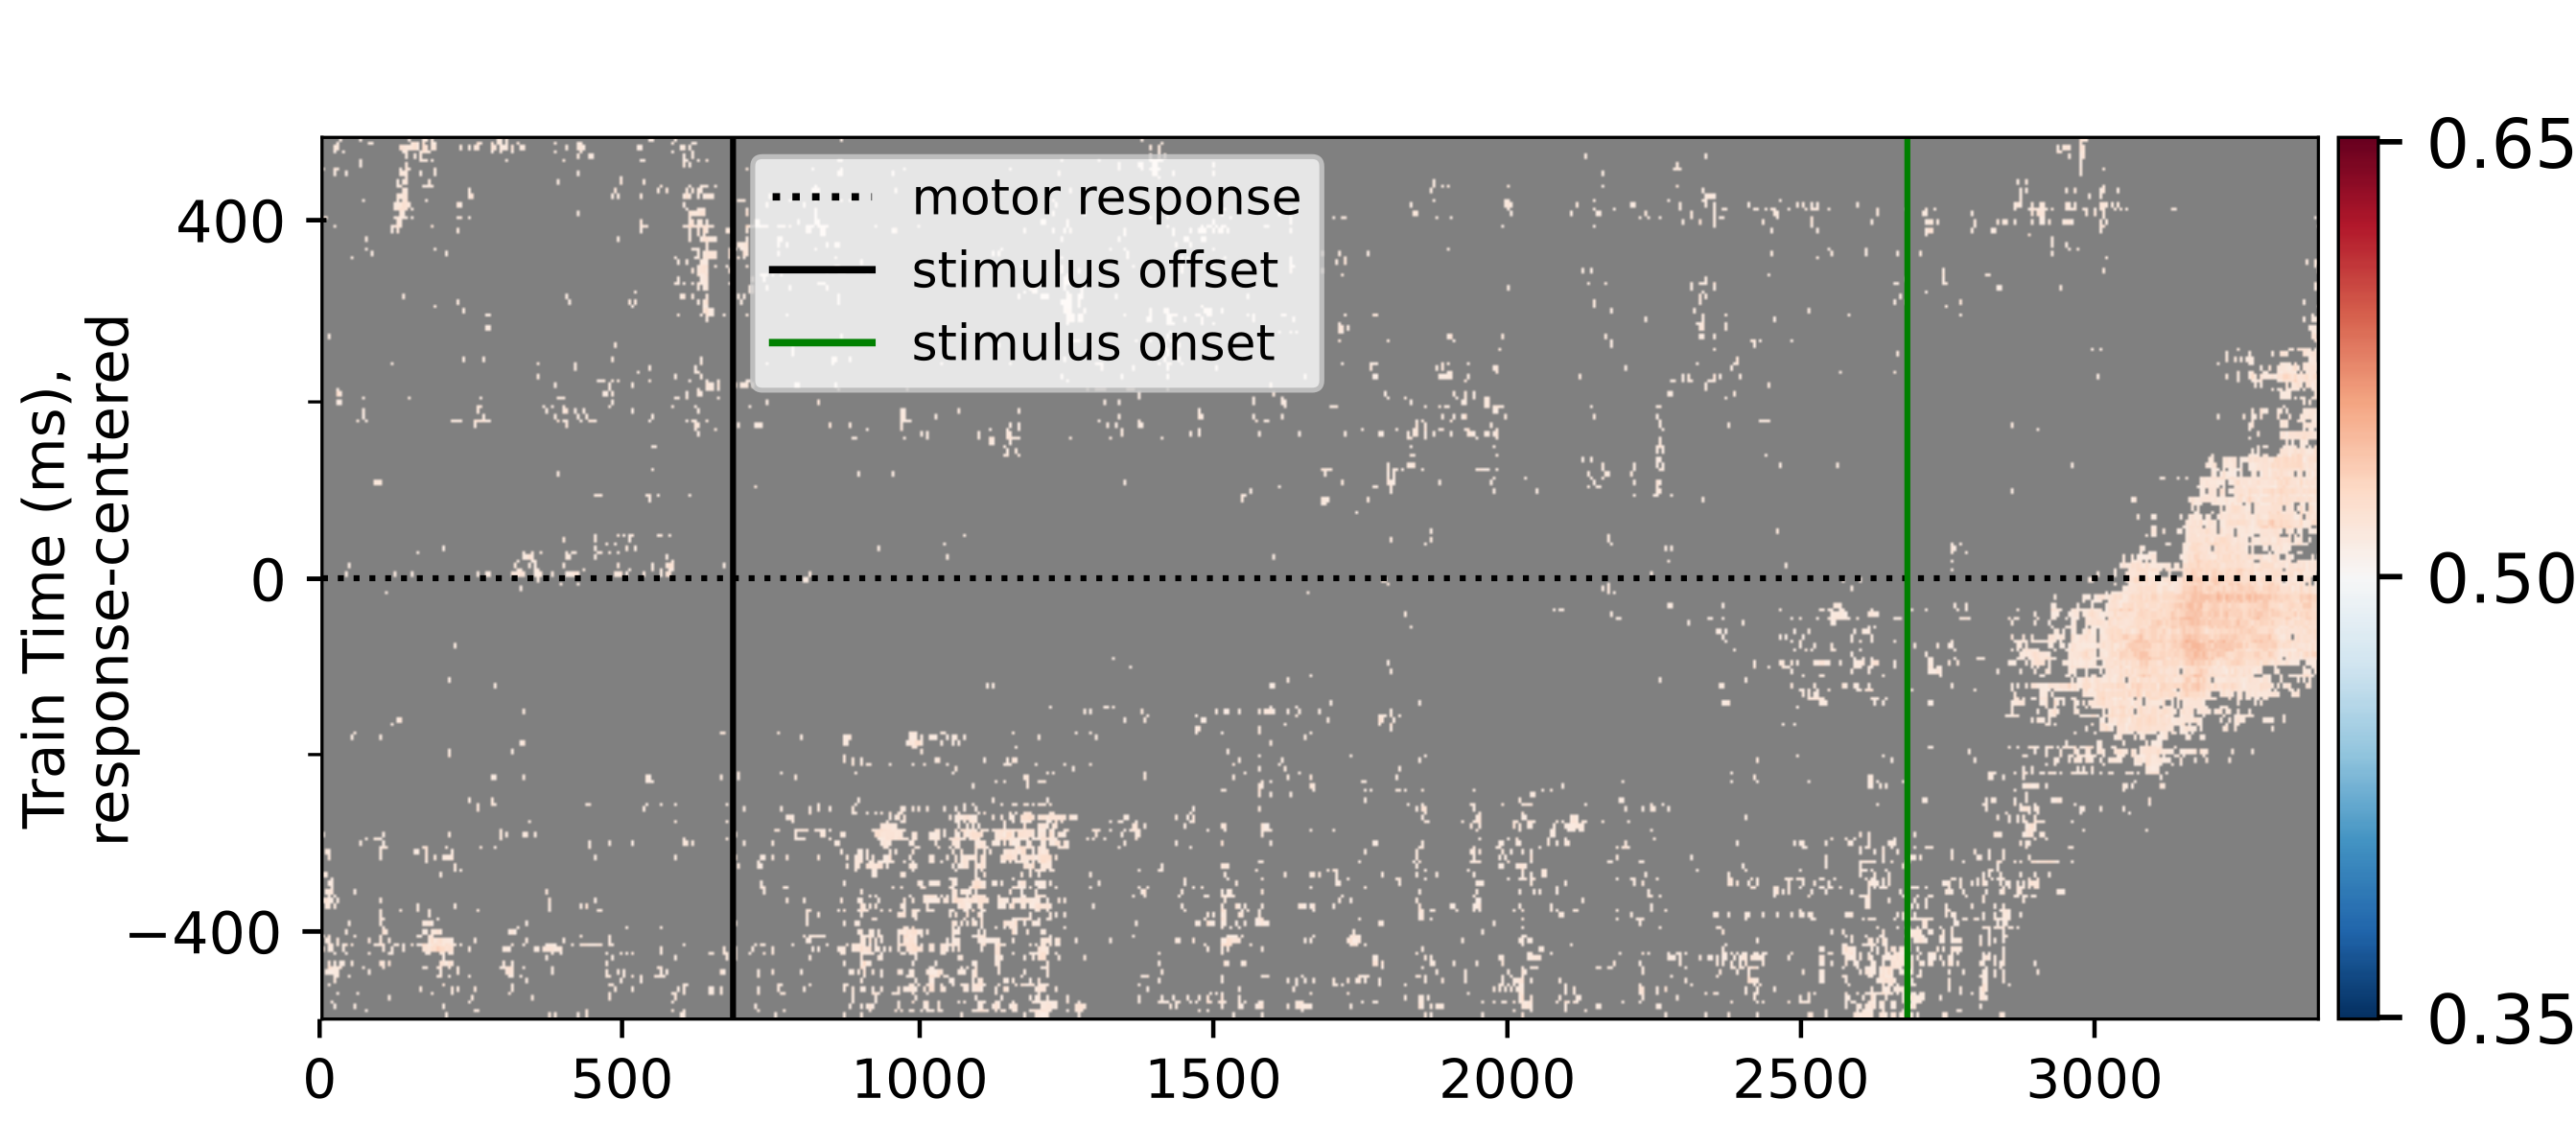 0.65
motor response
400
stimulus offset
stimulus onset
Train Time (ms),
response-centered
0
0.50
−400
0.35
0
500
1000
1500
2000
2500
3000